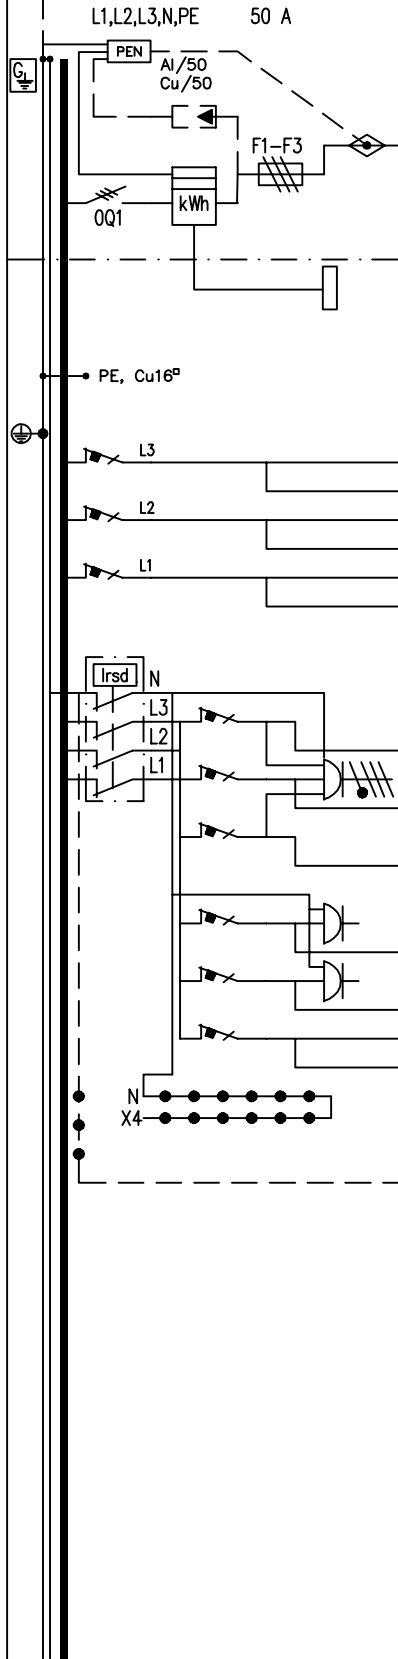 L1,L2,L3,N,PE 50 A
PEN
G
Al/50
Cu/50
F1-F3
kWh
0Q1
PE, Cu16□
L3
L2
L1
Irsd
N
L3
L2
L1
N
X4